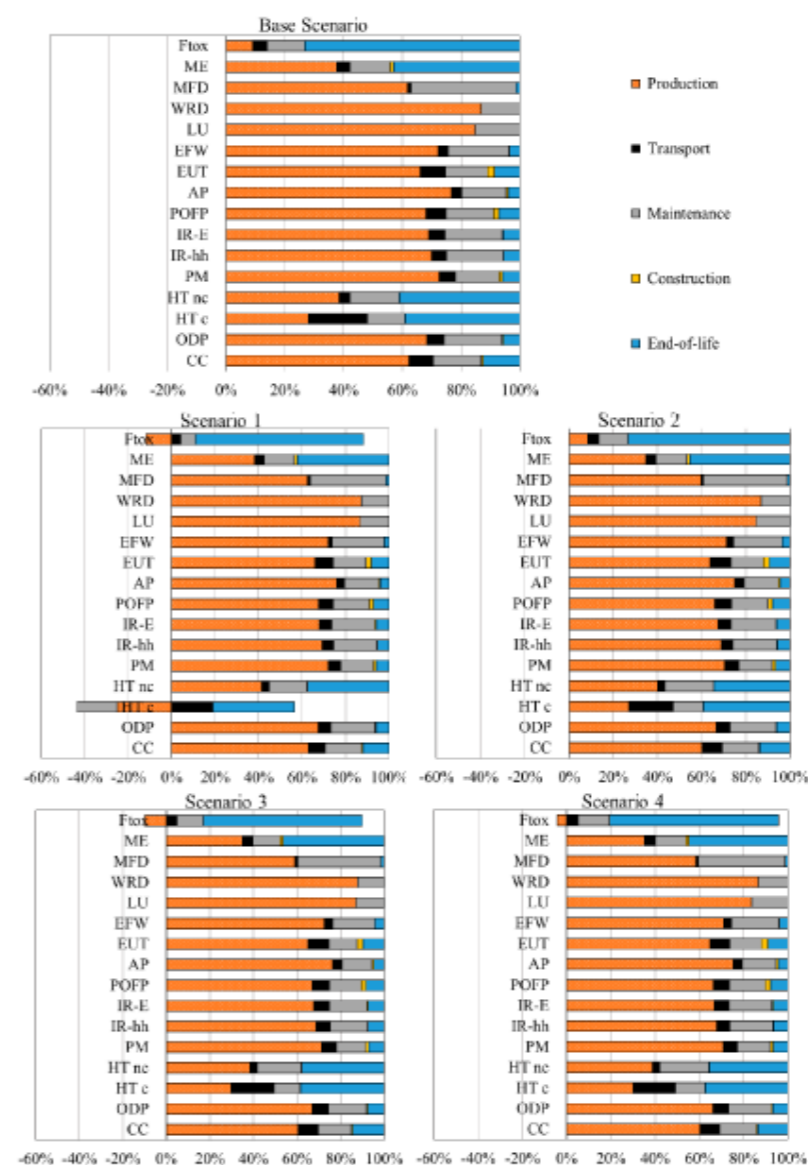 Base Scenario
Ftox
ME
MFD
WRD
LU
EFW
EUT
AP
POFP
IR-E
IR-hh
PM
HT nc
HT c
ODP
CC
-60% -40% -20% 0% 20% 40% 60% 80% 100%
Production
Transport
Maintenance
Construction
End-of-life
Scenario 1
Ftox
ME
MFD
WRD
LU
EFW
EUT
AP
POFP
IR-E
IR-hh
PM
HT nc
HT c
ODP
CC
-60% -40% -20% 0% 20% 40% 60% 80% 100%
Scenario 2
Ftox
ME
MFD
WRD
LU
EFW
EUT
AP
POFP
IR-E
IR-hh
PM
HT nc
HT c
ODP
CC
-60% -40% -20% 0% 20% 40% 60% 80% 100%
Scenario 3
Ftox
ME
MFD
WRD
LU
EFW
EUT
AP
POFP
IR-E
IR-hh
PM
HT nc
HT c
ODP
CC
-60% -40% -20% 0% 20% 40% 60% 80% 100%
Scenario 4
Ftox
ME
MFD
WRD
LU
EFW
EUT
AP
POFP
IR-E
IR-hh
PM
HT nc
HT c
ODP
CC
-60% -40% -20% 0% 20% 40% 60% 80% 100%